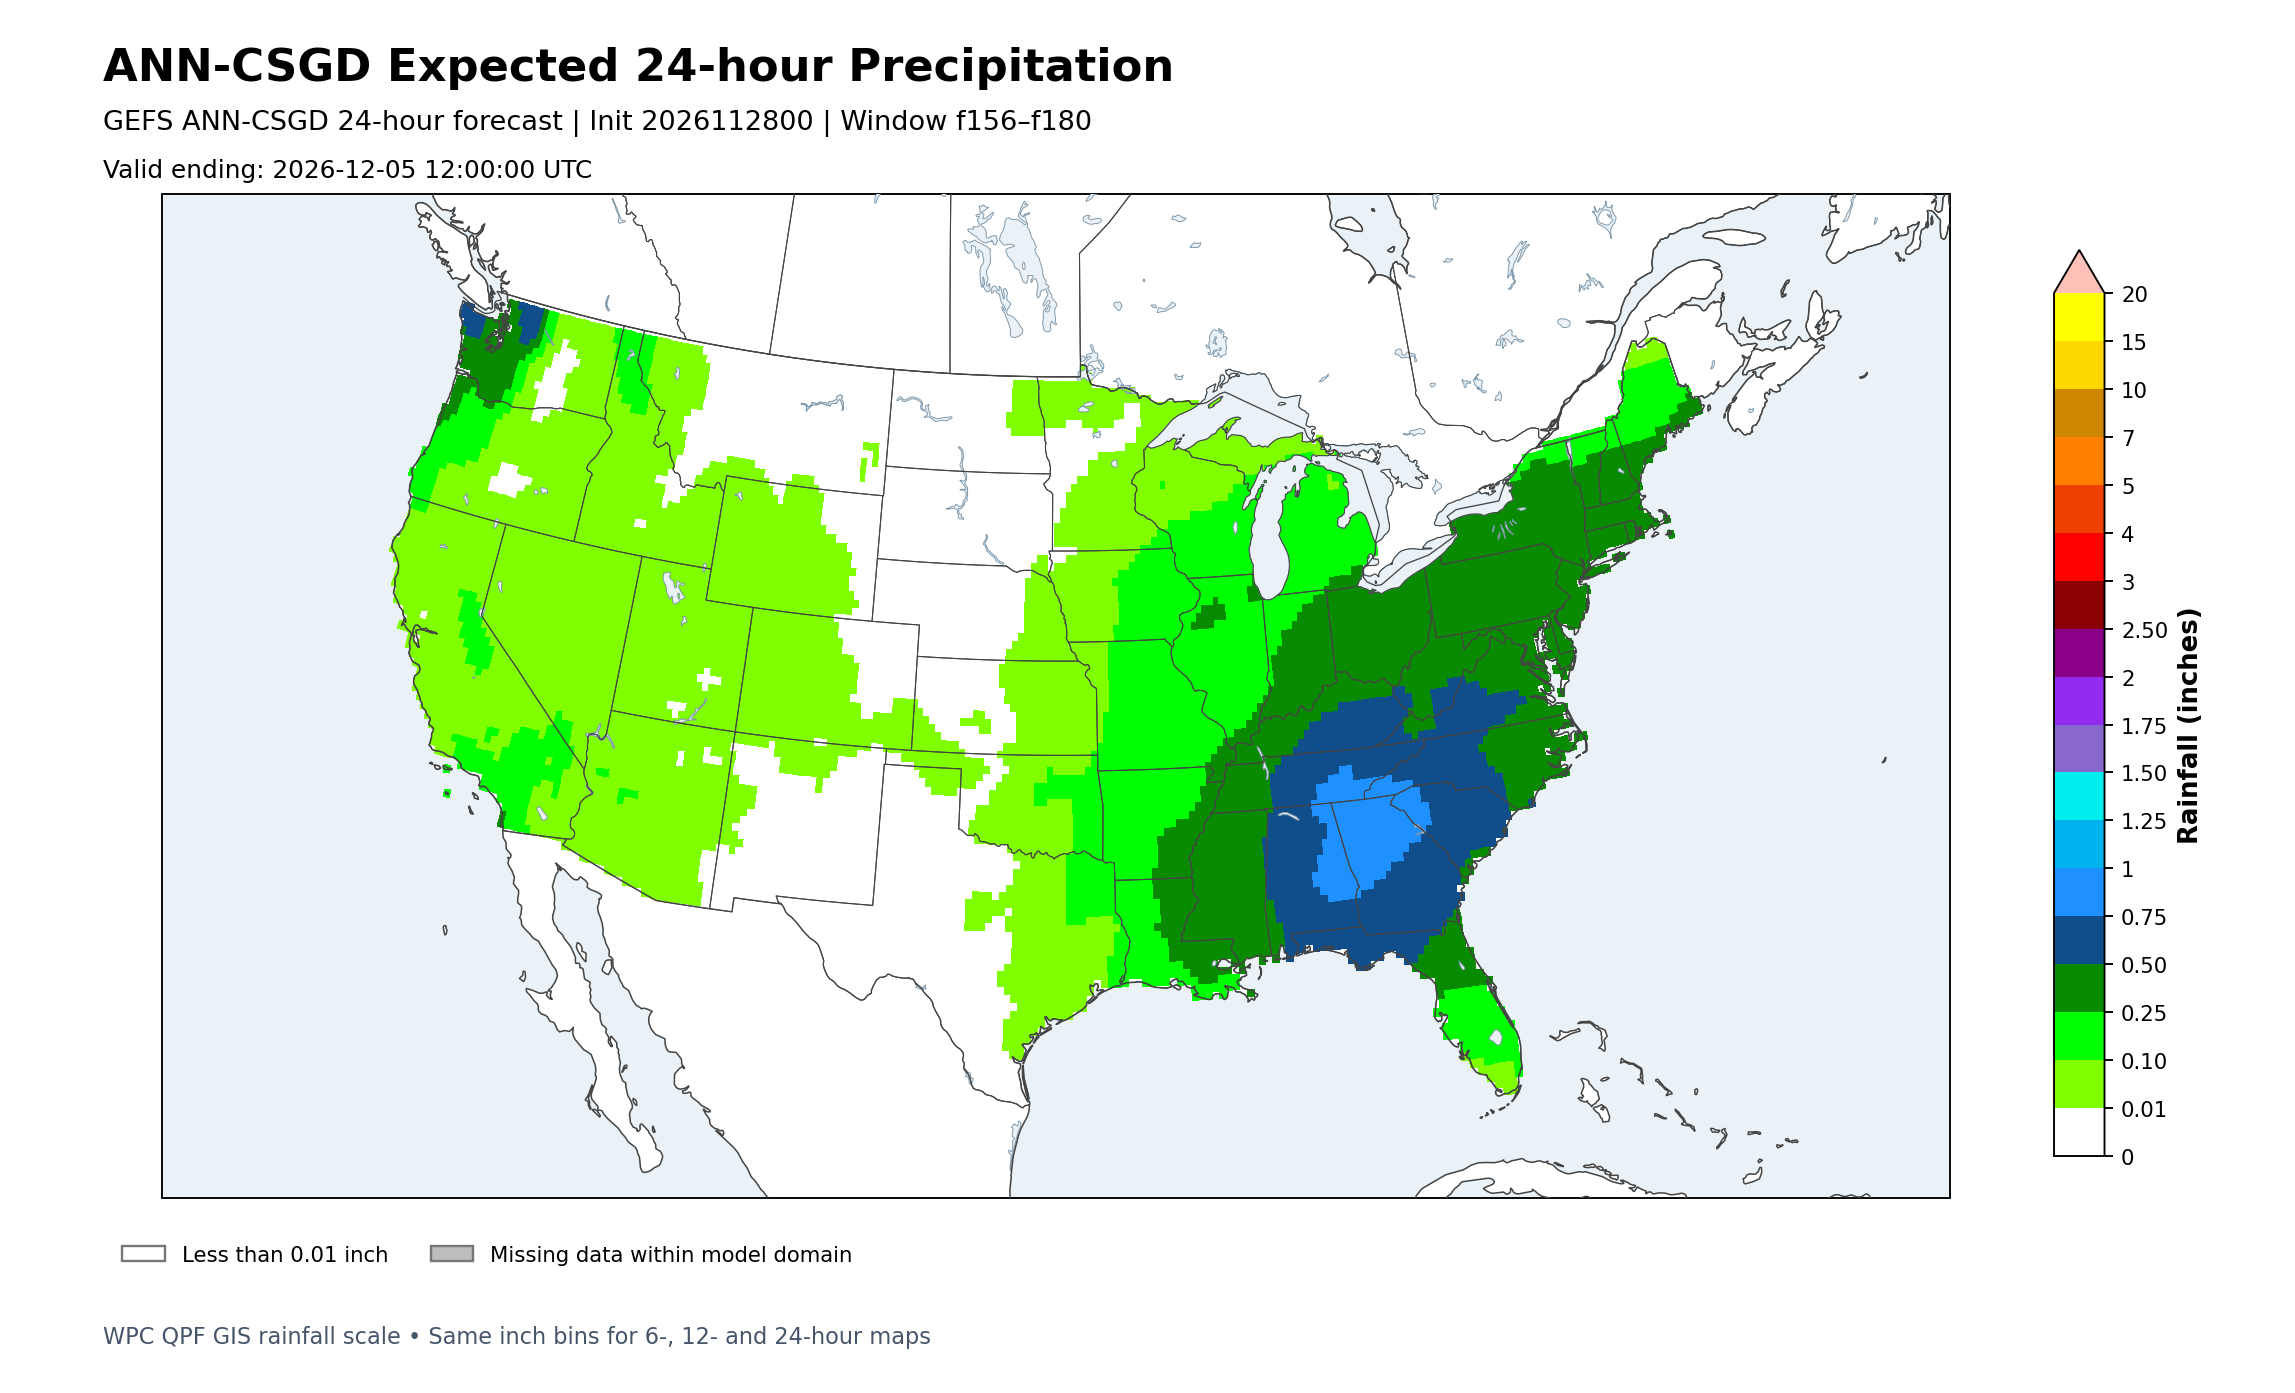 ANN-CSGD Expected 24-hour Precipitation
GEFS ANN-CSGD 24-hour forecast | Init 2026112800 | Window f156–f180
Valid ending: 2026-12-05 12:00:00 UTC
20
15
10
7
5
4
3
2.50
2
1.75
1.50
1.25
1
0.75
0.50
0.25
0.10
0.01
0
Rainfall (inches)
Less than 0.01 inch
Missing data within model domain
WPC QPF GIS rainfall scale • Same inch bins for 6-, 12- and 24-hour maps